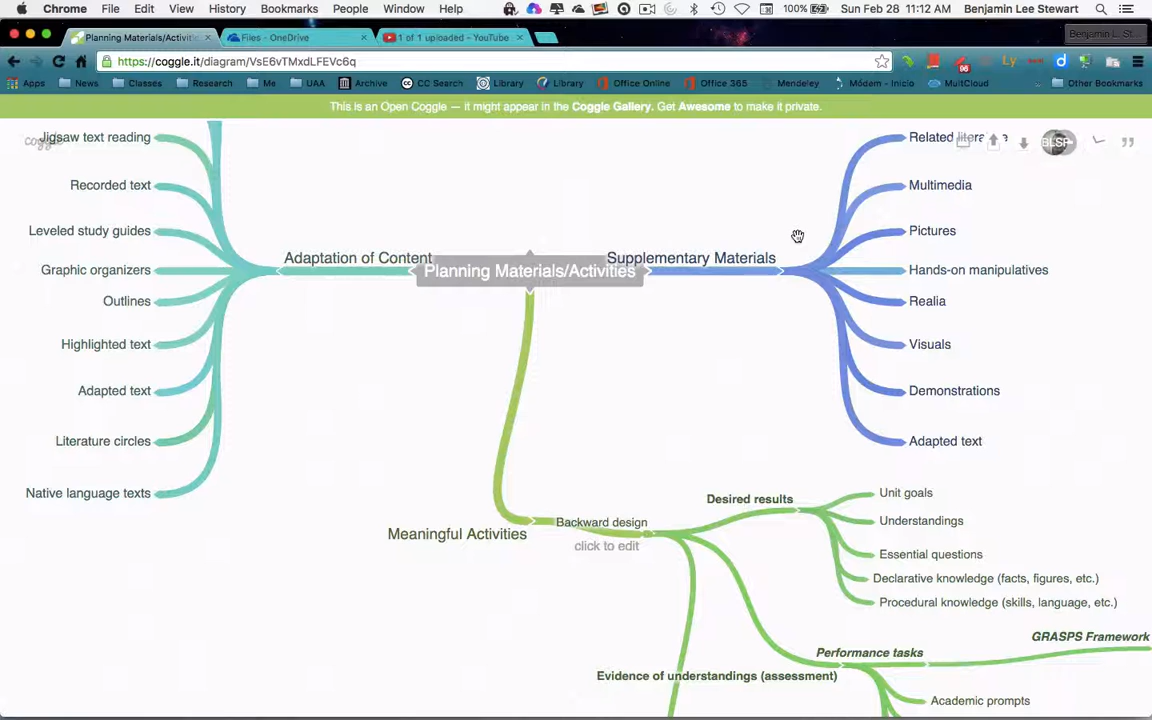 Chrome File Edit View History Bookmarks People Window Help 100% Sun Feb 28 11:12 AM Benjamin Lee Stewart
Planning Materials/Activiti Files - OneDrive 1 of 1 uploaded - YouTube Benjamin L. St...
https://coggle.it/diagram/VsE6vTMxdLFEVc6q
Apps News Classes Research Me UAA Archive CC Search Library Library Office Online Office 365 Mendeley Módem - Inicio MultCloud Other Bookmarks
This is an Open Coggle — it might appear in the Coggle Gallery. Get Awesome to make it private.
Jigsaw text reading
Recorded text
Leveled study guides
Graphic organizers
Outlines
Highlighted text
Adapted text
Literature circles
Native language texts
Adaptation of Content
Planning Materials/Activities
Supplementary Materials
Related
BLSP
Multimedia
Pictures
Hands-on manipulatives
Realia
Visuals
Demonstrations
Adapted text
Meaningful Activities
Backward design
click to edit
Desired results
Unit goals
Understandings
Essential questions
Declarative knowledge (facts, figures, etc.)
Procedural knowledge (skills, language, etc.)
GRASPS Framework
Performance tasks
Evidence of understandings (assessment)
Academic prompts